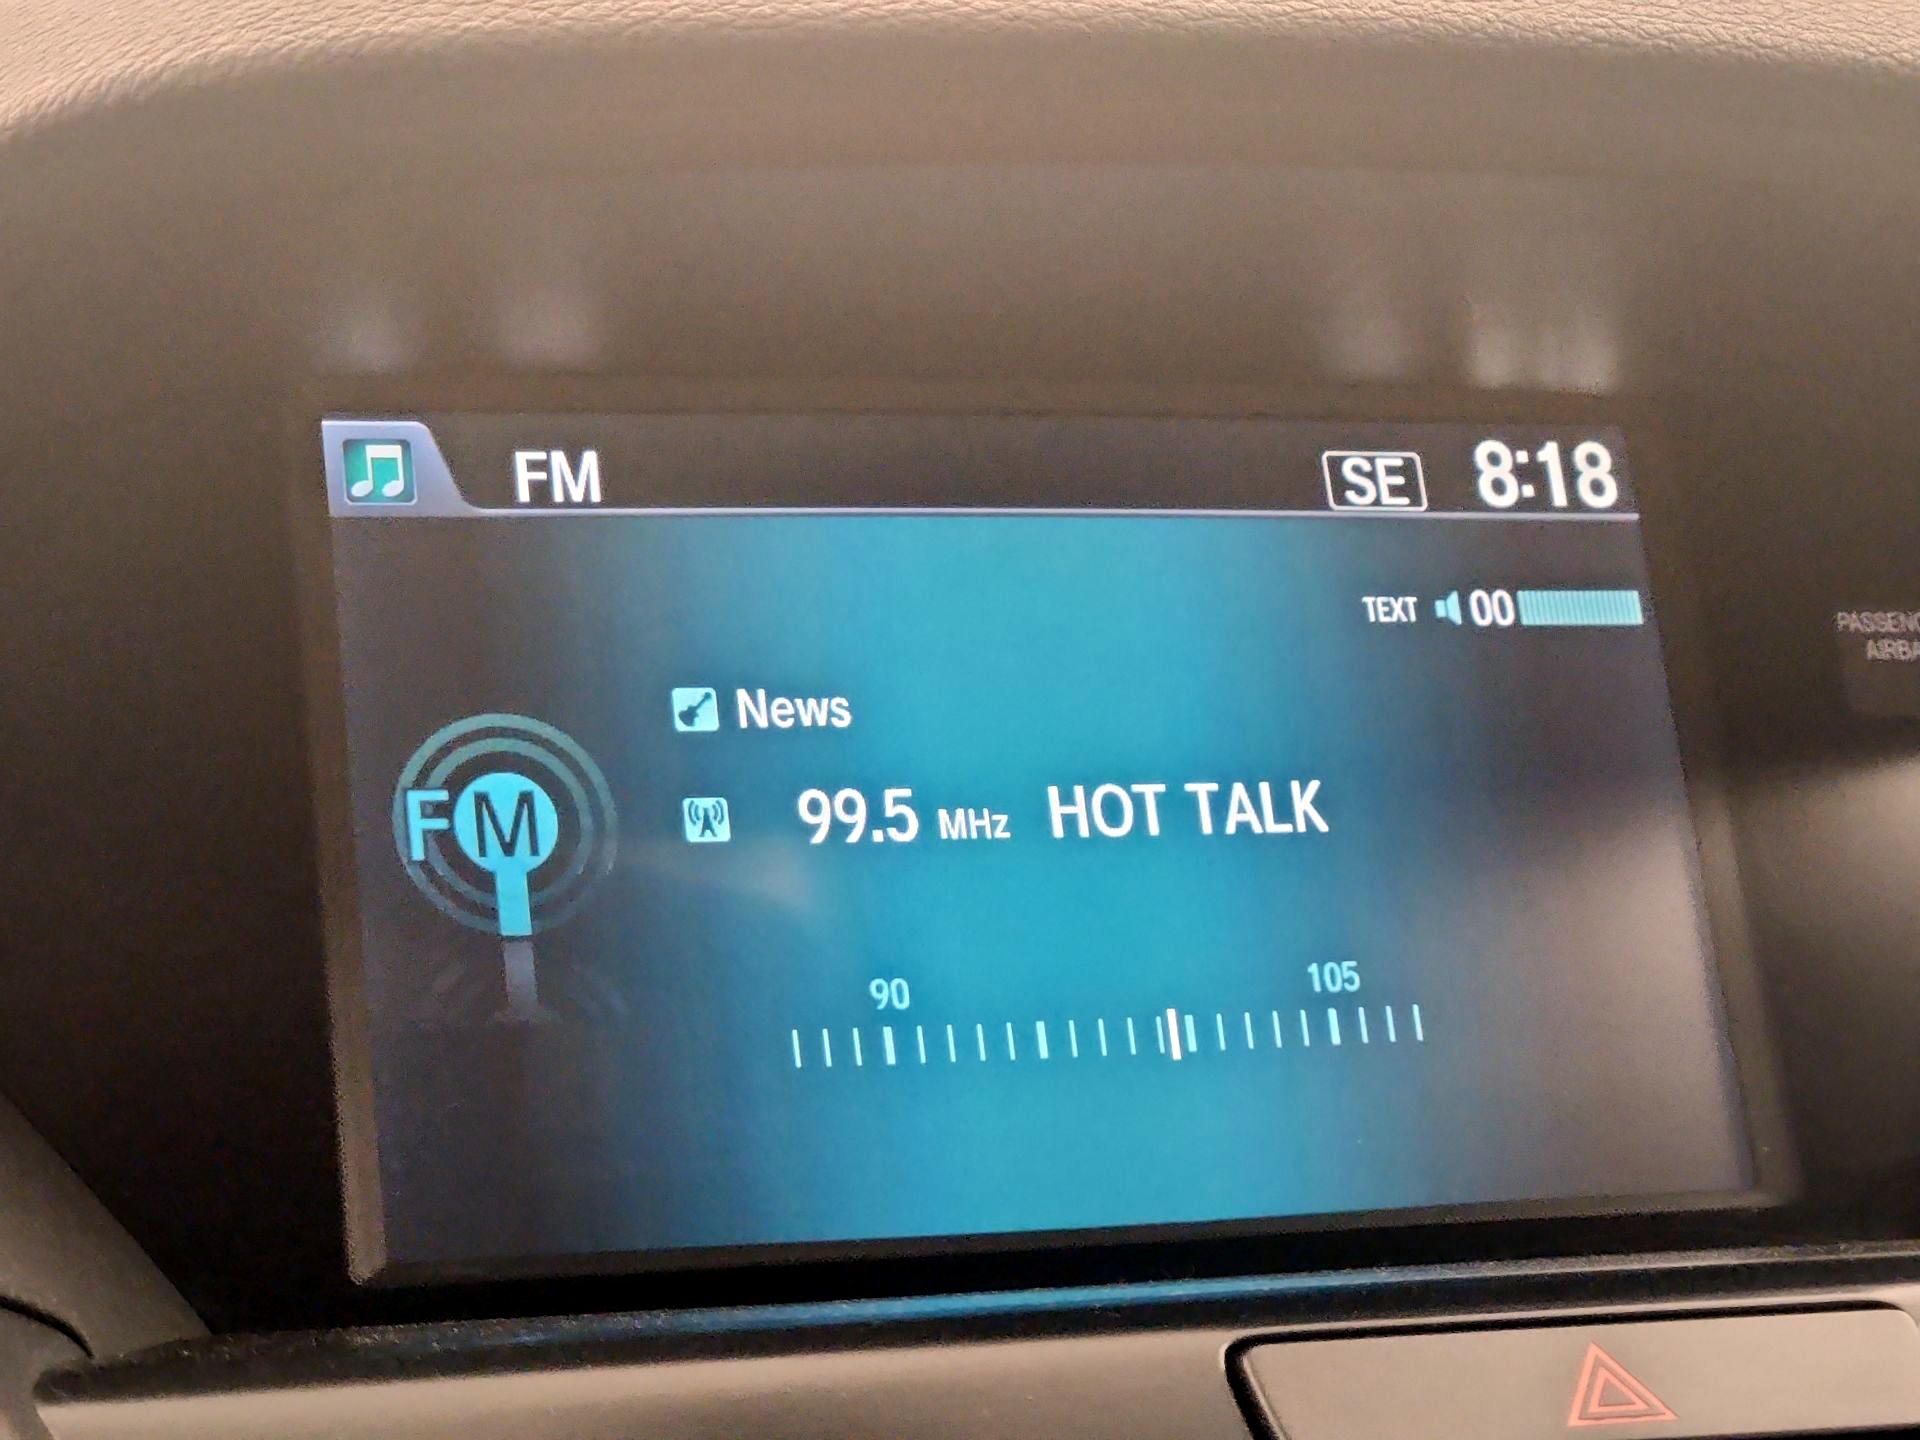 FM SE 8:18
TEXT 00
News
FM
99.5 MHz HOT TALK
90 105